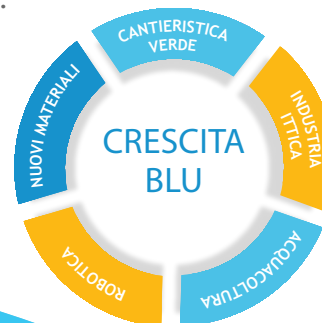 CANTIERISTICA
VERDE
INDUSTRIA
ITTICA
ACQUACOLTURA
ROBOTICA
NUOVI MATERIALI
CRESCITA
BLU